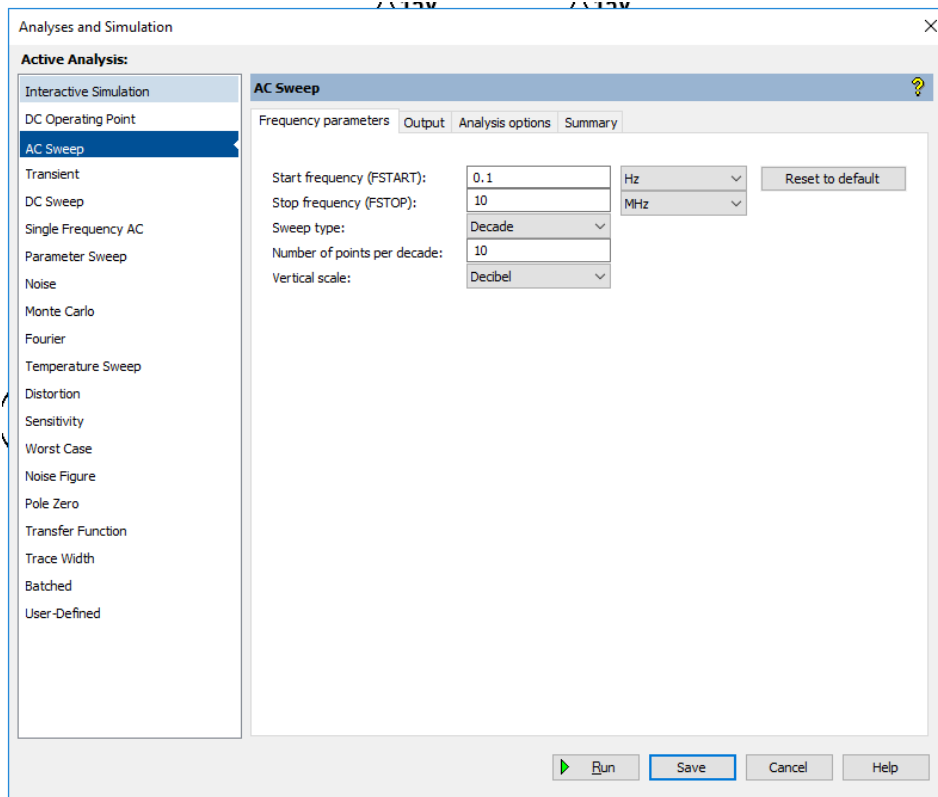 Analyses and Simulation
Active Analysis:
Interactive Simulation
DC Operating Point
AC Sweep
Transient
DC Sweep
Single Frequency AC
Parameter Sweep
Noise
Monte Carlo
Fourier
Temperature Sweep
Distortion
Sensitivity
Worst Case
Noise Figure
Pole Zero
Transfer Function
Trace Width
Batched
User-Defined
AC Sweep
Frequency parameters Output Analysis options Summary
Start frequency (FSTART): 0.1 Hz Reset to default
Stop frequency (FSTOP): 10 MHz
Sweep type: Decade
Number of points per decade: 10
Vertical scale: Decibel
Run Save Cancel Help